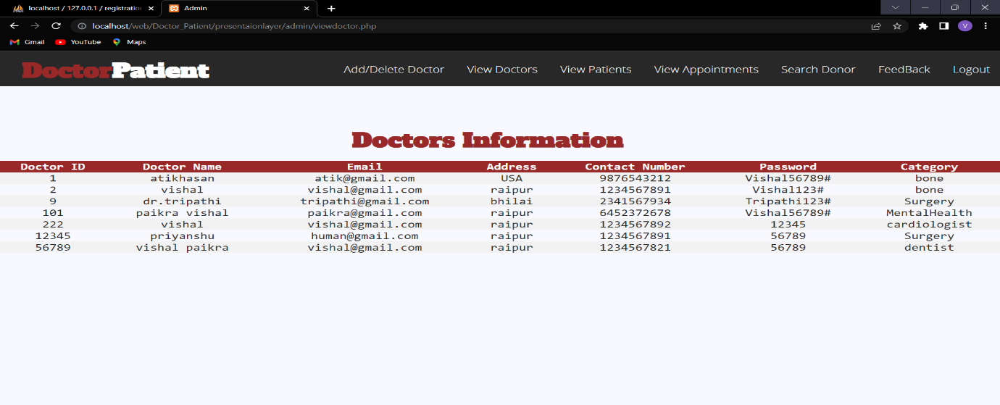 localhost / 127.0.0.1 / registration
Admin
localhost/web/Doctor_Patient/presentaionlayer/admin/viewdoctor.php
V
Gmail YouTube Maps
DoctorPatient
Add/Delete Doctor View Doctors View Patients View Appointments Search Donor FeedBack Logout
Doctors Information
Doctor ID Doctor Name Email Address Contact Number Password Category
1 atikhasan atik@gmail.com USA 9876543212 Vishal56789# bone
2 vishal vishal@gmail.com raipur 1234567891 Vishal123# bone
9 dr.tripathi tripathi@gmail.com bhilai 2341567934 Tripathi123# Surgery
101 paikra vishal paikra@gmail.com raipur 6452372678 Vishal56789# MentalHealth
222 vishal vishal@gmail.com raipur 1234567892 12345 cardiologist
12345 priyanshu human@gmail.com raipur 1234567891 56789 Surgery
56789 vishal paikra vishal@gmail.com raipur 1234567821 56789 dentist